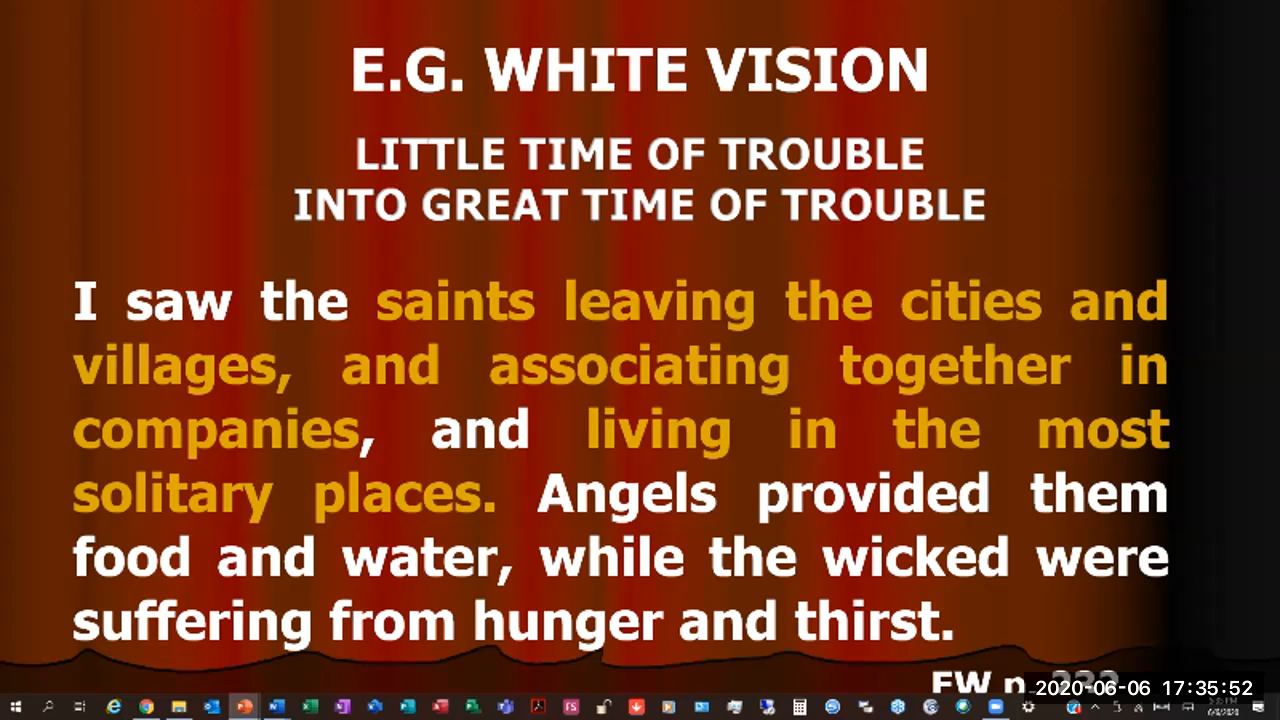 E.G. WHITE VISION
LITTLE TIME OF TROUBLE
INTO GREAT TIME OF TROUBLE
I saw the saints leaving the cities and
villages, and associating together in
companies, and living in the most
solitary places. Angels provided them
food and water, while the wicked were
suffering from hunger and thirst.
2020-06-06 17:35:52